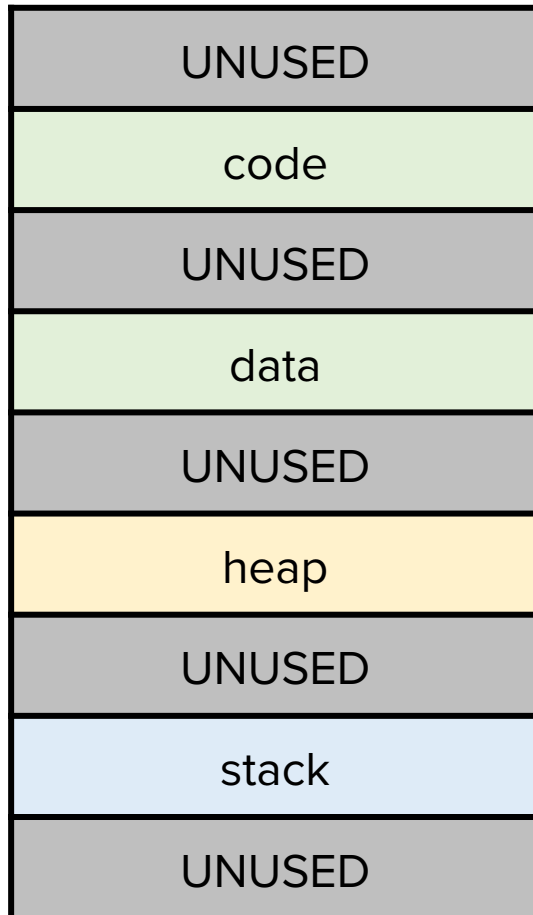 UNUSED
code
UNUSED
data
UNUSED
heap
UNUSED
stack
UNUSED